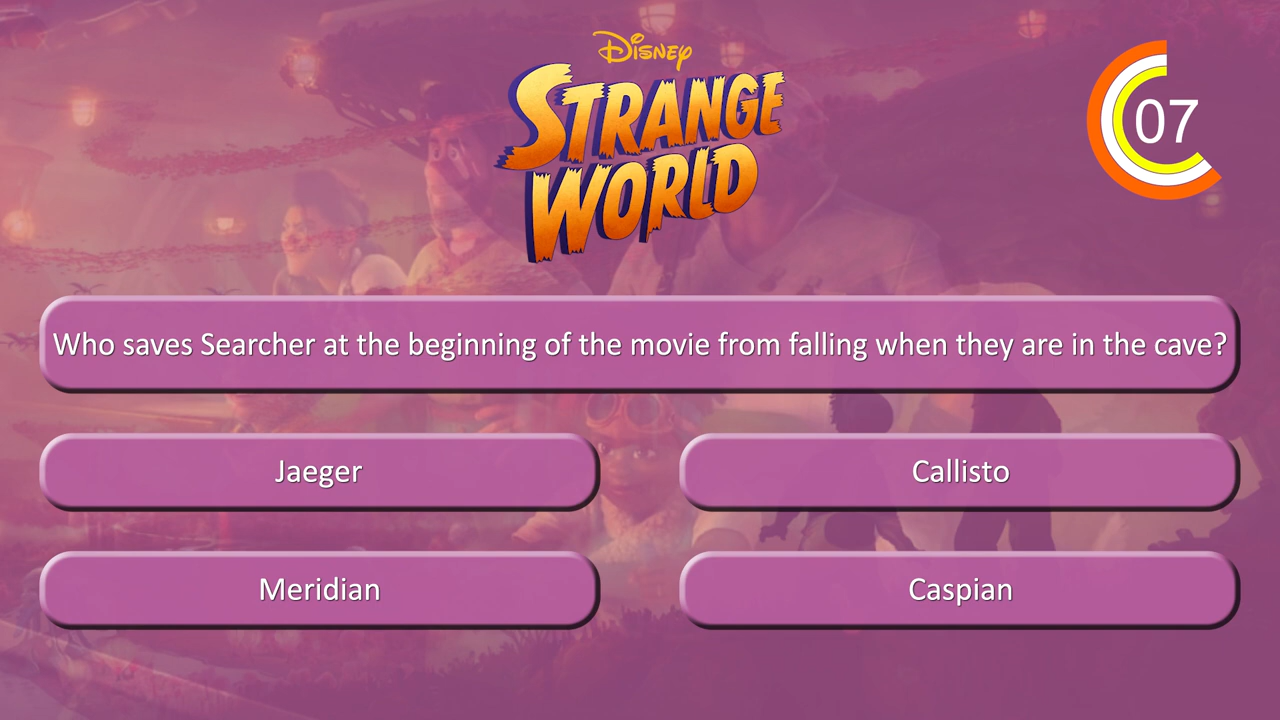 Disney
STRANGE
WORLD
07
Who saves Searcher at the beginning of the movie from falling when they are in the cave?
Jaeger
Callisto
Meridian
Caspian